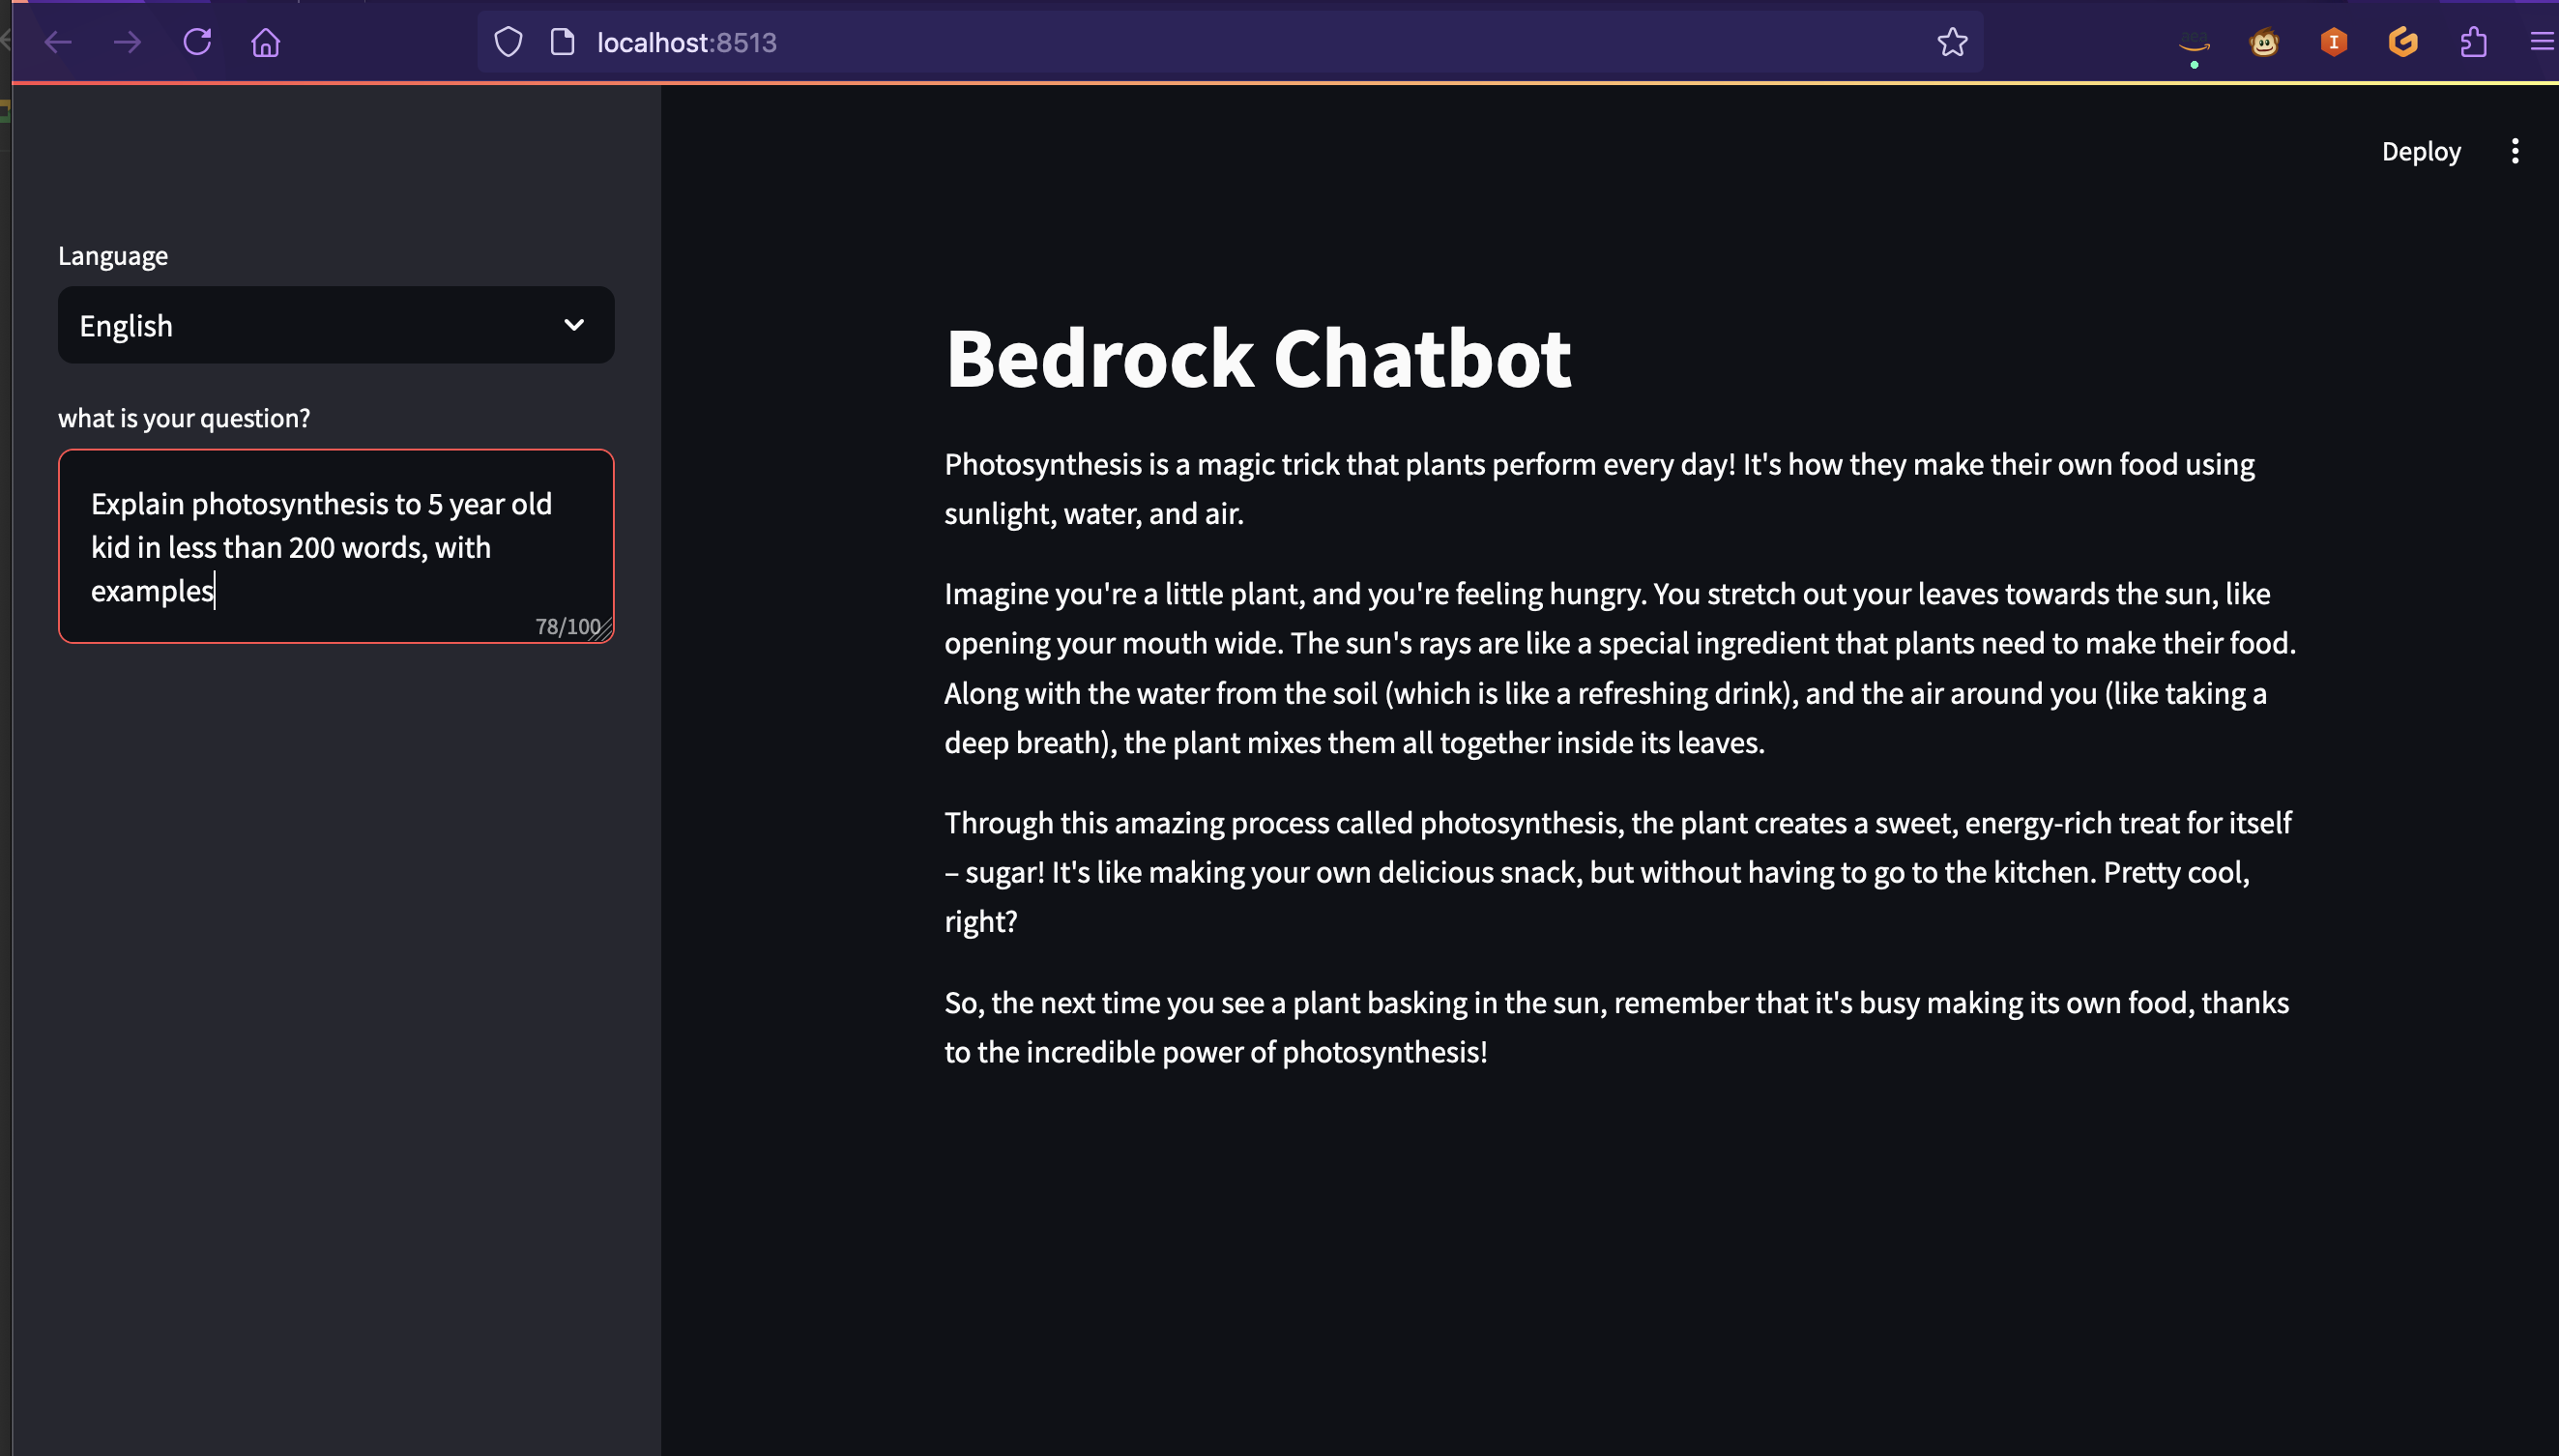 localhost:8513
Deploy
Language
English
what is your question?
Explain photosynthesis to 5 year old
kid in less than 200 words, with
examples
78/100
Bedrock Chatbot
Photosynthesis is a magic trick that plants perform every day! It's how they make their own food using
sunlight, water, and air.
Imagine you're a little plant, and you're feeling hungry. You stretch out your leaves towards the sun, like
opening your mouth wide. The sun's rays are like a special ingredient that plants need to make their food.
Along with the water from the soil (which is like a refreshing drink), and the air around you (like taking a
deep breath), the plant mixes them all together inside its leaves.
Through this amazing process called photosynthesis, the plant creates a sweet, energy-rich treat for itself
– sugar! It's like making your own delicious snack, but without having to go to the kitchen. Pretty cool,
right?
So, the next time you see a plant basking in the sun, remember that it's busy making its own food, thanks
to the incredible power of photosynthesis!